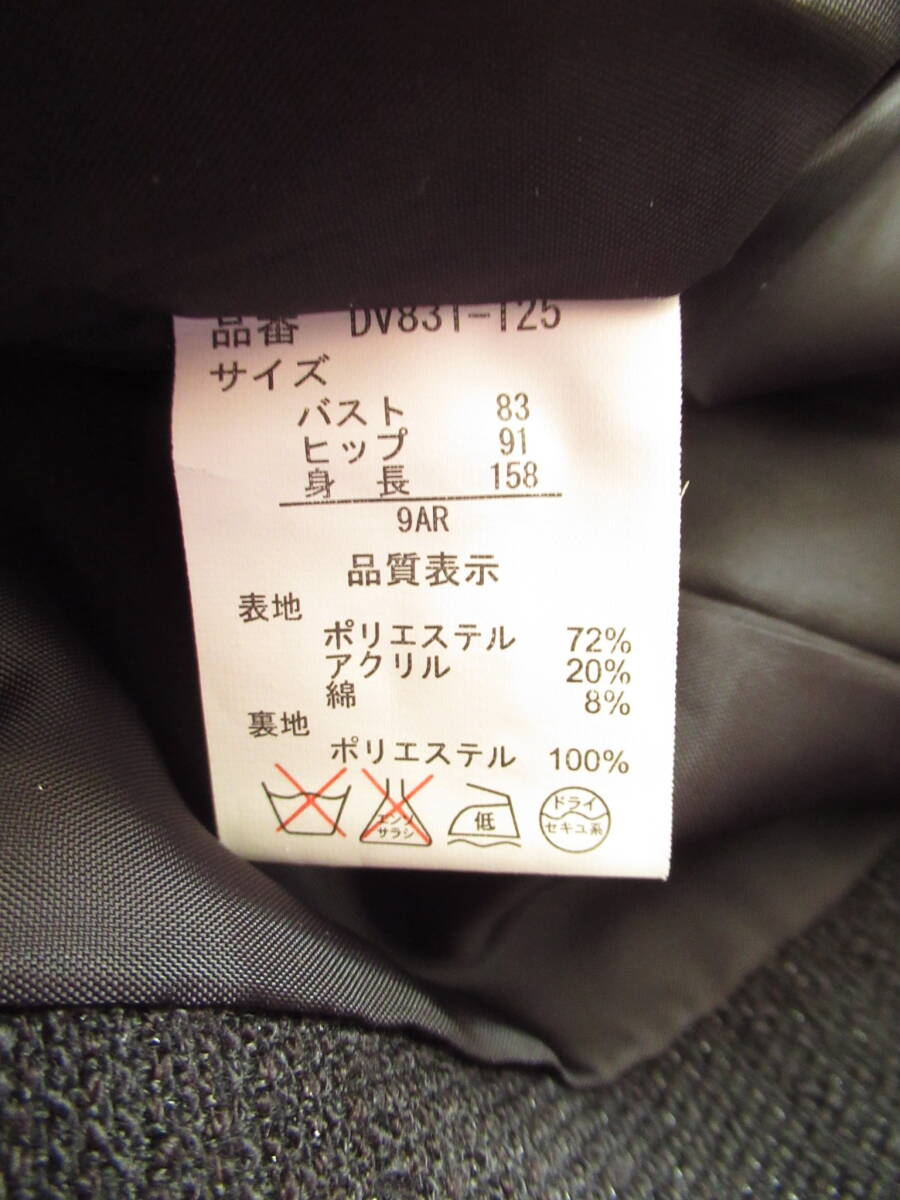 品番 DV831-125
サイズ
バスト 83
ヒップ 91
身長 158
9AR
品質表示
表地
ポリエステル 72%
アクリル 20%
綿 8%
裏地
ポリエステル 100%
エンソ
サラシ
低
ドライ
セキユ系